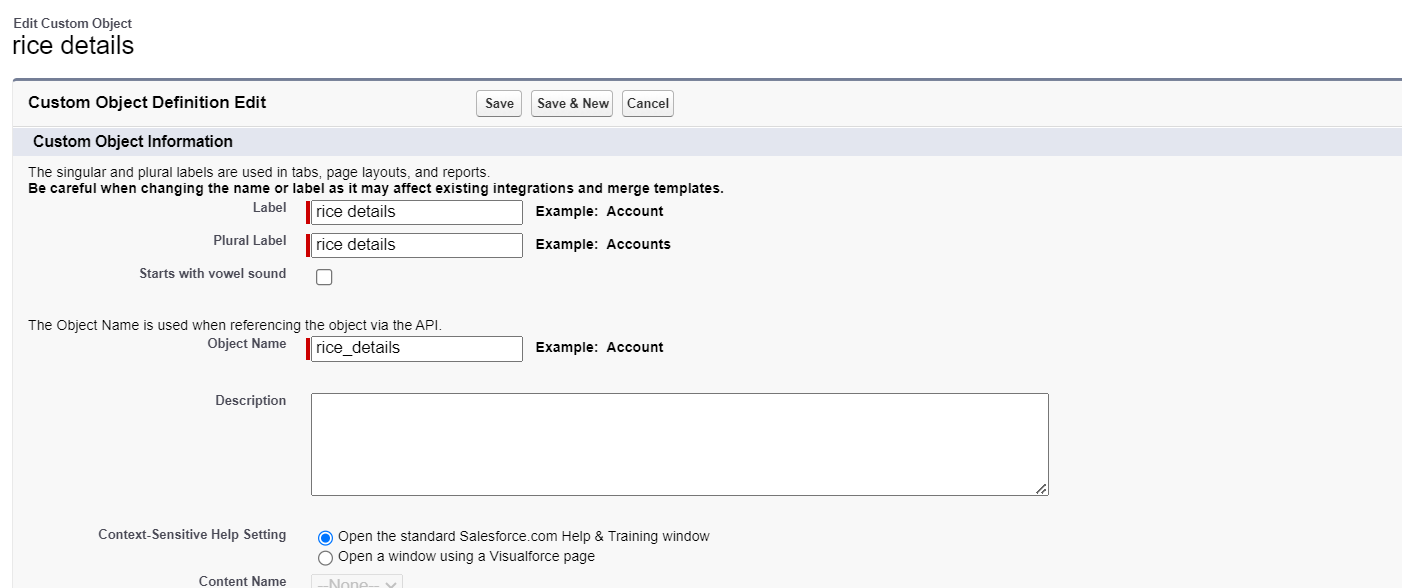 Edit Custom Object
rice details
Custom Object Definition Edit Save Save & New Cancel
Custom Object Information
The singular and plural labels are used in tabs, page layouts, and reports.
Be careful when changing the name or label as it may affect existing integrations and merge templates.
Label rice details Example: Account
Plural Label rice details Example: Accounts
Starts with vowel sound
The Object Name is used when referencing the object via the API.
Object Name rice_details Example: Account
Description
Context-Sensitive Help Setting Open the standard Salesforce.com Help & Training window
Open a window using a Visualforce page
Content Name --None--